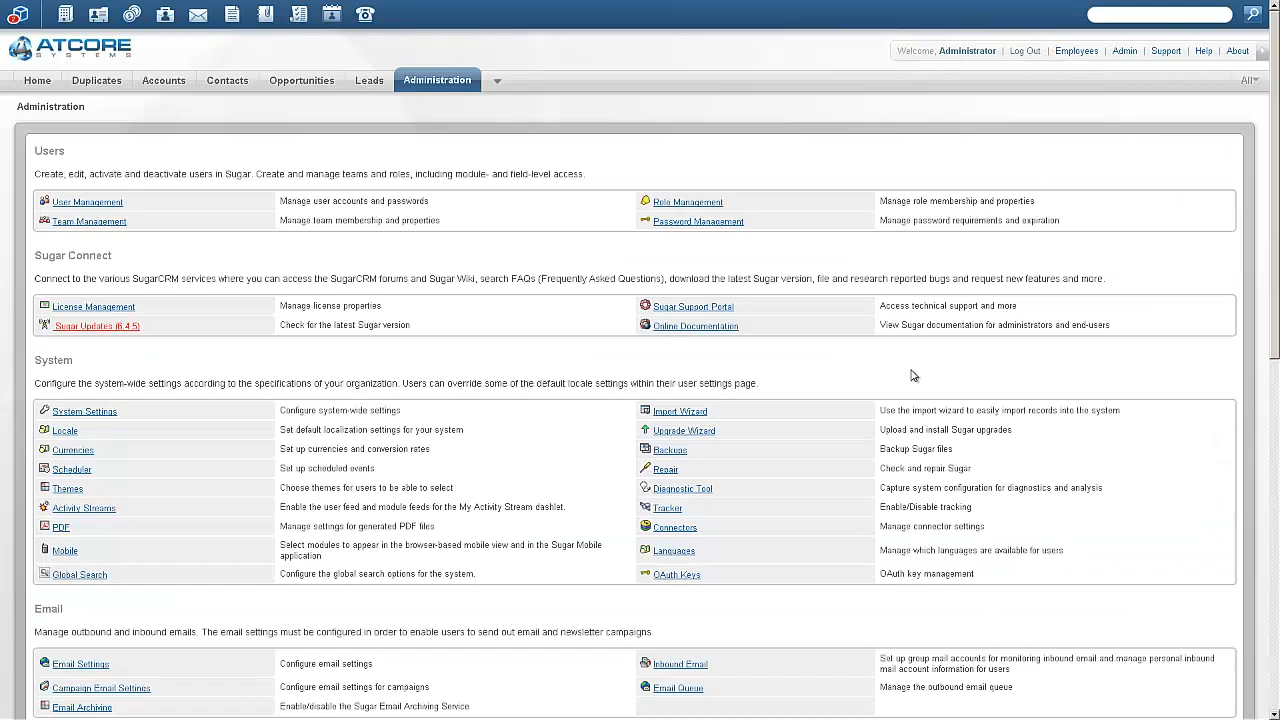 ATCORE
SYSTEMS
Welcome, Administrator | Log Out | Employees | Admin | Support | Help | About
Home Duplicates Accounts Contacts Opportunities Leads Administration All
Administration
Users
Create, edit, activate and deactivate users in Sugar. Create and manage teams and roles, including module- and field-level access.
User Management Manage user accounts and passwords Role Management Manage role membership and properties
Team Management Manage team membership and properties Password Management Manage password requirements and expiration
Sugar Connect
Connect to the various SugarCRM services where you can access the SugarCRM forums and Sugar Wiki, search FAQs (Frequently Asked Questions), download the latest Sugar version, file and research reported bugs and request new features and more.
License Management Manage license properties Sugar Support Portal Access technical support and more
Sugar Updates (6.4.5) Check for the latest Sugar version Online Documentation View Sugar documentation for administrators and end-users
System
Configure the system-wide settings according to the specifications of your organization. Users can override some of the default locale settings within their user settings page.
System Settings Configure system-wide settings Import Wizard Use the import wizard to easily import records into the system
Locale Set default localization settings for your system Upgrade Wizard Upload and install Sugar upgrades
Currencies Set up currencies and conversion rates Backups Backup Sugar files
Scheduler Set up scheduled events Repair Check and repair Sugar
Themes Choose themes for users to be able to select Diagnostic Tool Capture system configuration for diagnostics and analysis
Activity Streams Enable the user feed and module feeds for the My Activity Stream dashlet. Tracker Enable/Disable tracking
PDF Manage settings for generated PDF files Connectors Manage connector settings
Mobile Select modules to appear in the browser-based mobile view and in the Sugar Mobile
application Languages Manage which languages are available for users
Global Search Configure the global search options for the system. OAuth Keys OAuth key management
Email
Manage outbound and inbound emails. The email settings must be configured in order to enable users to send out email and newsletter campaigns.
Email Settings Configure email settings Inbound Email Set up group mail accounts for monitoring inbound email and manage personal inbound
mail account information for users
Campaign Email Settings Configure email settings for campaigns Email Queue Manage the outbound email queue
Email Archiving Enable/disable the Sugar Email Archiving Service